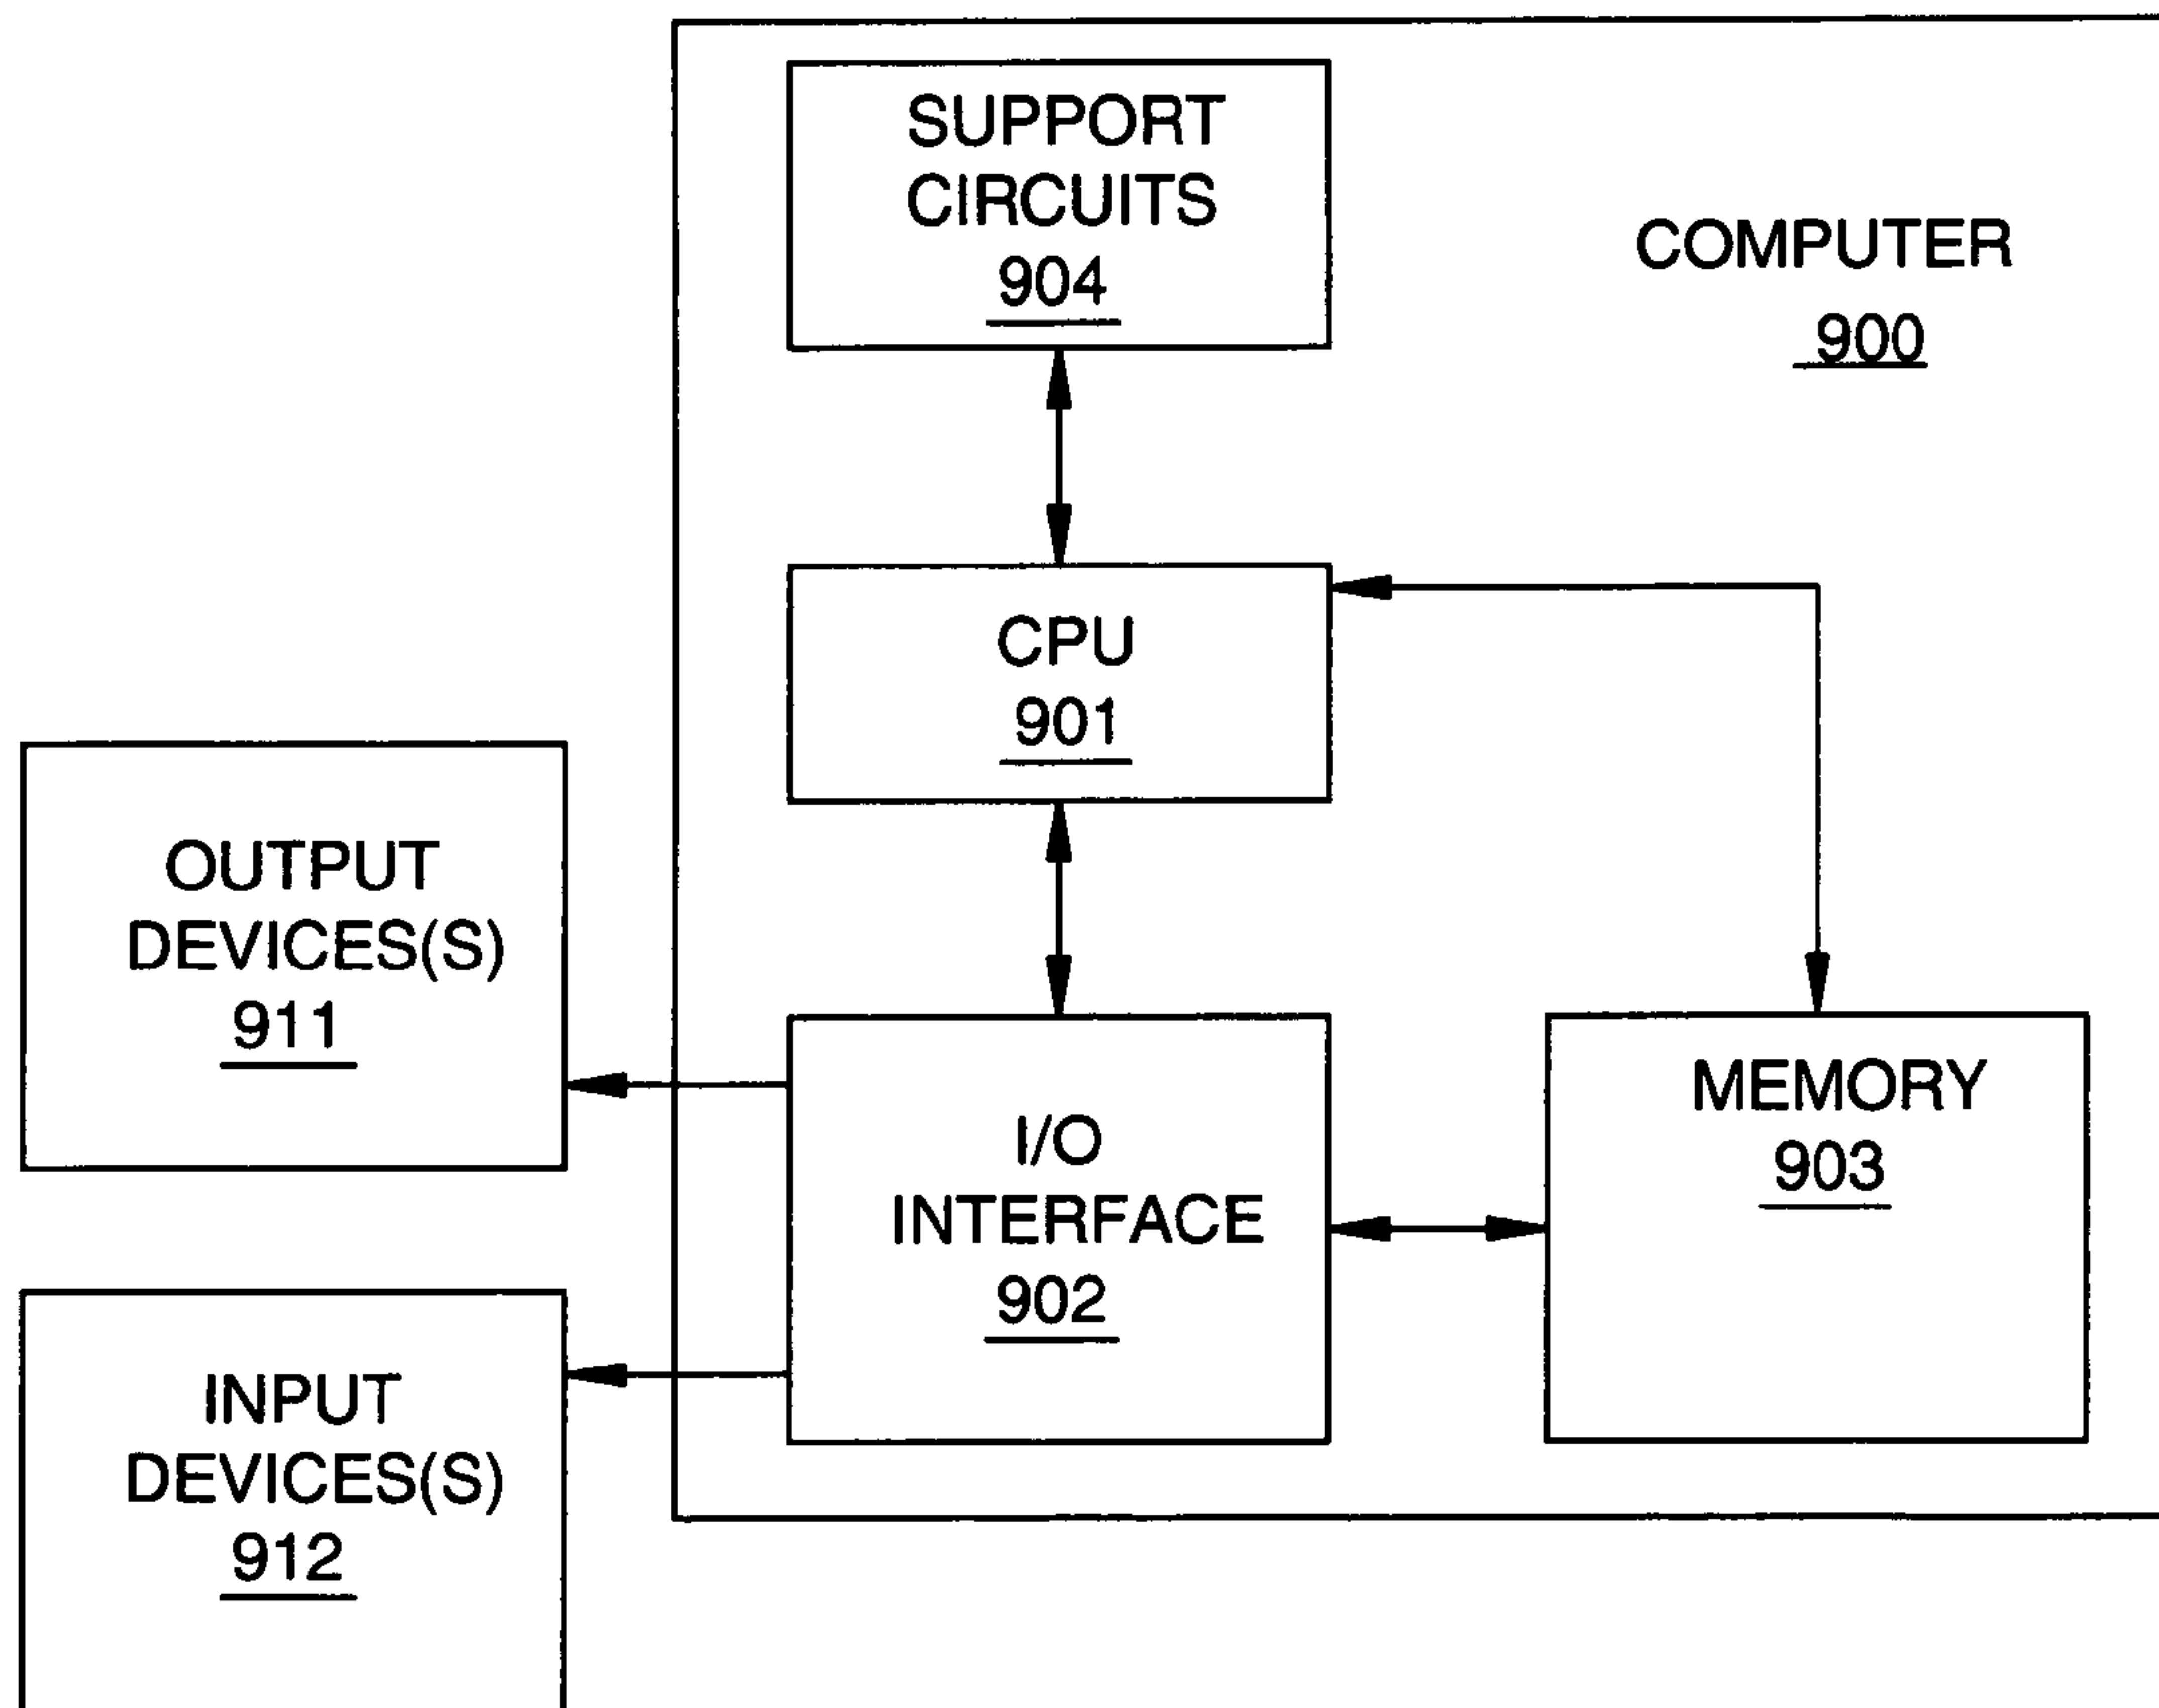 SUPPORT
CIRCUITS
904
COMPUTER
900
CPU
901
OUTPUT
DEVICES(S)
911
I/O
INTERFACE
902
MEMORY
903
INPUT
DEVICES(S)
912